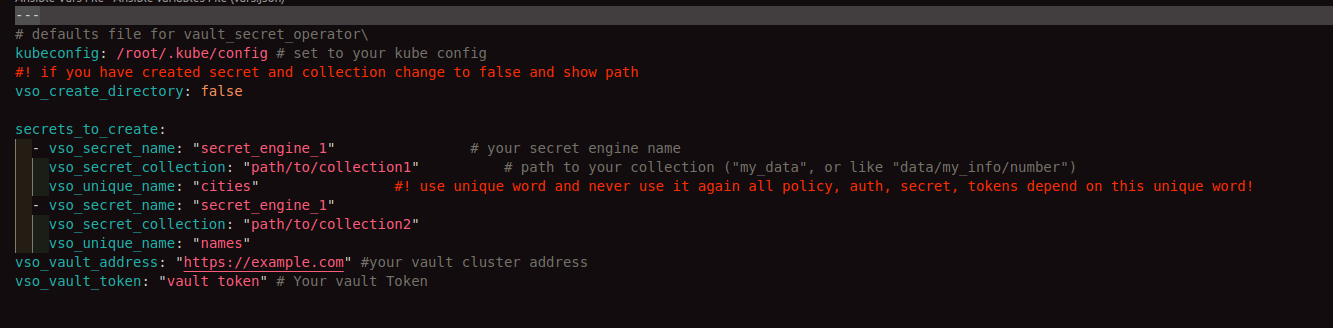 Ansible Vars File - Ansible variables File (vars.json)
---
# defaults file for vault_secret_operator\
kubeconfig: /root/.kube/config # set to your kube config
#! if you have created secret and collection change to false and show path
vso_create_directory: false
secrets_to_create:
- vso_secret_name: "secret_engine_1" # your secret engine name
vso_secret_collection: "path/to/collection1" # path to your collection ("my_data", or like "data/my_info/number")
vso_unique_name: "cities" #! use unique word and never use it again all policy, auth, secret, tokens depend on this unique word!
- vso_secret_name: "secret_engine_1"
vso_secret_collection: "path/to/collection2"
vso_unique_name: "names"
vso_vault_address: "https://example.com" #your vault cluster address
vso_vault_token: "vault token" # Your vault Token